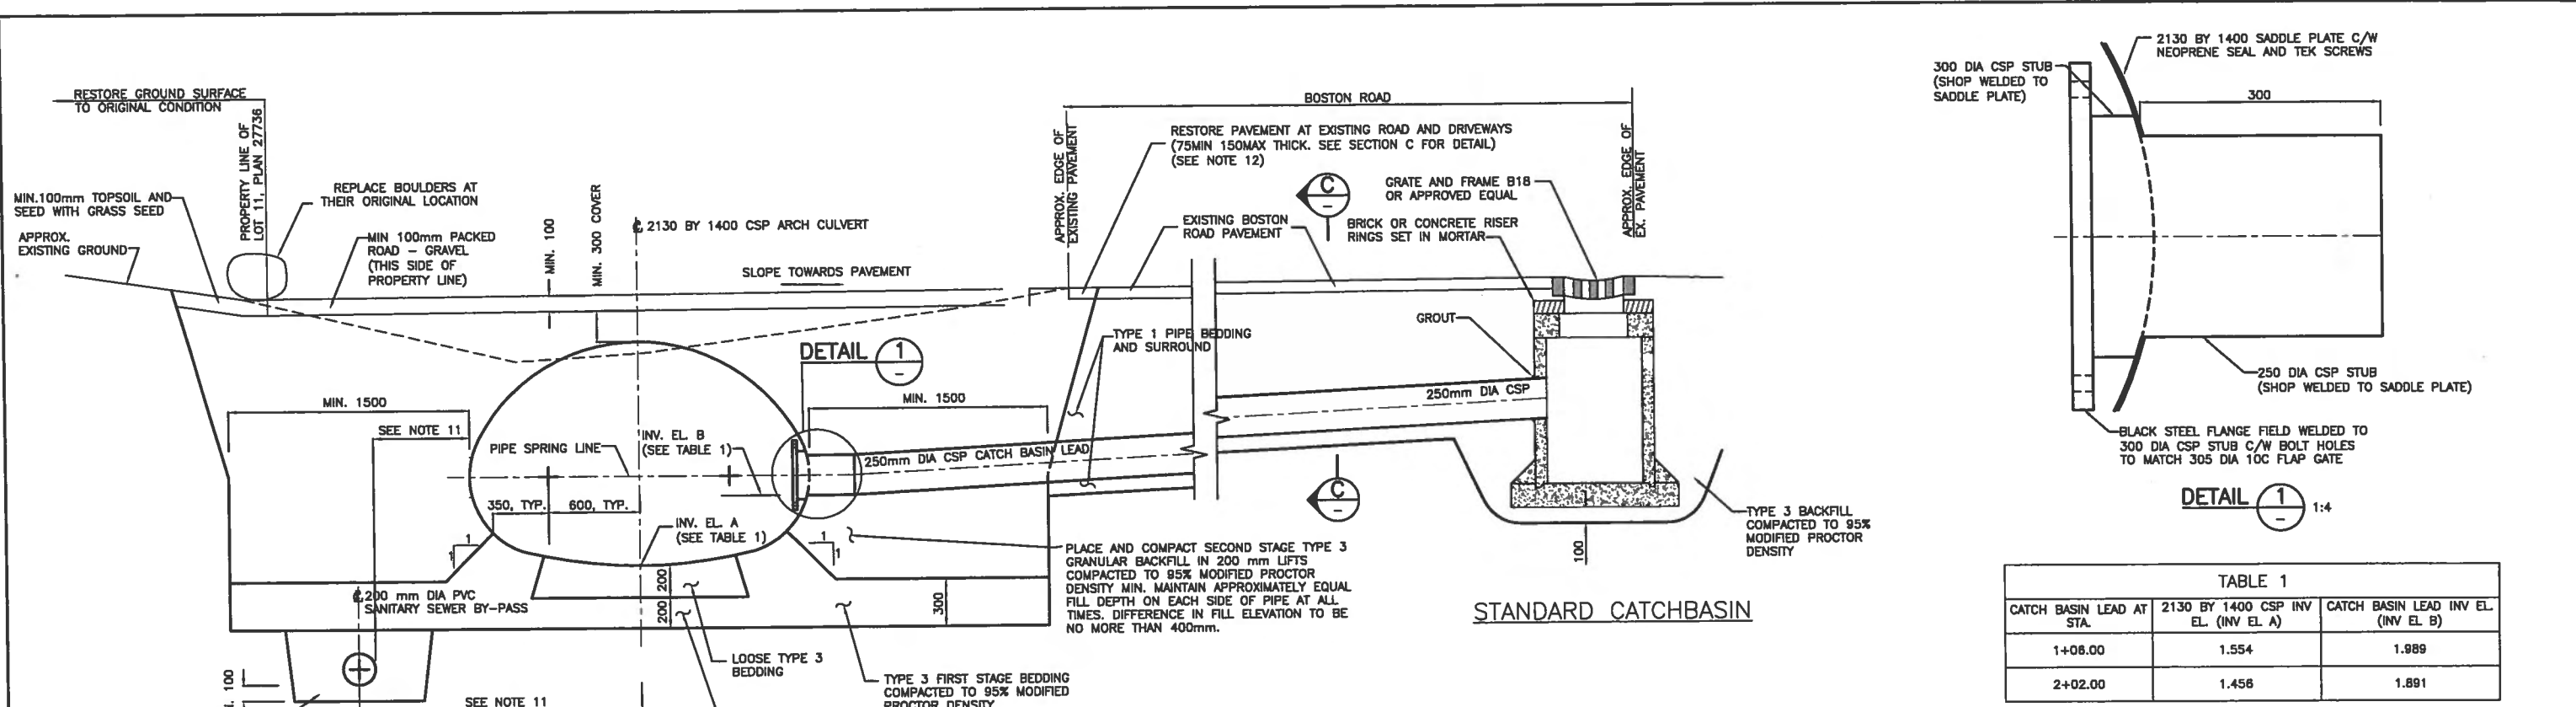 RESTORE GROUND SURFACE
TO ORIGINAL CONDITION
PROPERTY LINE OF
LOT 11, PLAN 27736
MIN.100mm TOPSOIL AND
SEED WITH GRASS SEED
APPROX.
EXISTING GROUND
REPLACE BOULDERS AT
THEIR ORIGINAL LOCATION
MIN 100mm PACKED
ROAD - GRAVEL
(THIS SIDE OF
PROPERTY LINE)
MIN. 100
MIN. 300 COVER
℄ 2130 BY 1400 CSP ARCH CULVERT
SLOPE TOWARDS PAVEMENT
BOSTON ROAD
APPROX. EDGE OF
EXISTING PAVEMENT
RESTORE PAVEMENT AT EXISTING ROAD AND DRIVEWAYS
(75MIN 150MAX THICK. SEE SECTION C FOR DETAIL)
(SEE NOTE 12)
C
-
GRATE AND FRAME B18
OR APPROVED EQUAL
EXISTING BOSTON
ROAD PAVEMENT
BRICK OR CONCRETE RISER
RINGS SET IN MORTAR
APPROX. EDGE OF
EX. PAVEMENT
GROUT
TYPE 1 PIPE BEDDING
AND SURROUND
DETAIL 1
-
MIN. 1500
MIN. 1500
SEE NOTE 11
PIPE SPRING LINE
INV. EL. B
(SEE TABLE 1)
250mm DIA CSP CATCH BASIN LEAD
250mm DIA CSP
350, TYP.
600, TYP.
INV. EL. A
(SEE TABLE 1)
1
1
1
1
C
-
℄ 200 mm DIA PVC
SANITARY SEWER BY-PASS
200
200
300
PLACE AND COMPACT SECOND STAGE TYPE 3
GRANULAR BACKFILL IN 200 mm LIFTS
COMPACTED TO 95% MODIFIED PROCTOR
DENSITY MIN. MAINTAIN APPROXIMATELY EQUAL
FILL DEPTH ON EACH SIDE OF PIPE AT ALL
TIMES. DIFFERENCE IN FILL ELEVATION TO BE
NO MORE THAN 400mm.
100
TYPE 3 BACKFILL
COMPACTED TO 95%
MODIFIED PROCTOR
DENSITY
STANDARD CATCHBASIN
LOOSE TYPE 3
BEDDING
TYPE 3 FIRST STAGE BEDDING
COMPACTED TO 95% MODIFIED
PROCTOR DENSITY
100
SEE NOTE 11
2130 BY 1400 SADDLE PLATE C/W
NEOPRENE SEAL AND TEK SCREWS
300 DIA CSP STUB
(SHOP WELDED TO
SADDLE PLATE)
300
250 DIA CSP STUB
(SHOP WELDED TO SADDLE PLATE)
BLACK STEEL FLANGE FIELD WELDED TO
300 DIA CSP STUB C/W BOLT HOLES
TO MATCH 305 DIA 10C FLAP GATE
DETAIL 1
-
1:4
TABLE 1
CATCH BASIN LEAD AT STA. 2130 BY 1400 CSP INV EL. (INV EL A) CATCH BASIN LEAD INV EL. (INV EL B)
1+06.00 1.554 1.989
2+02.00 1.456 1.891